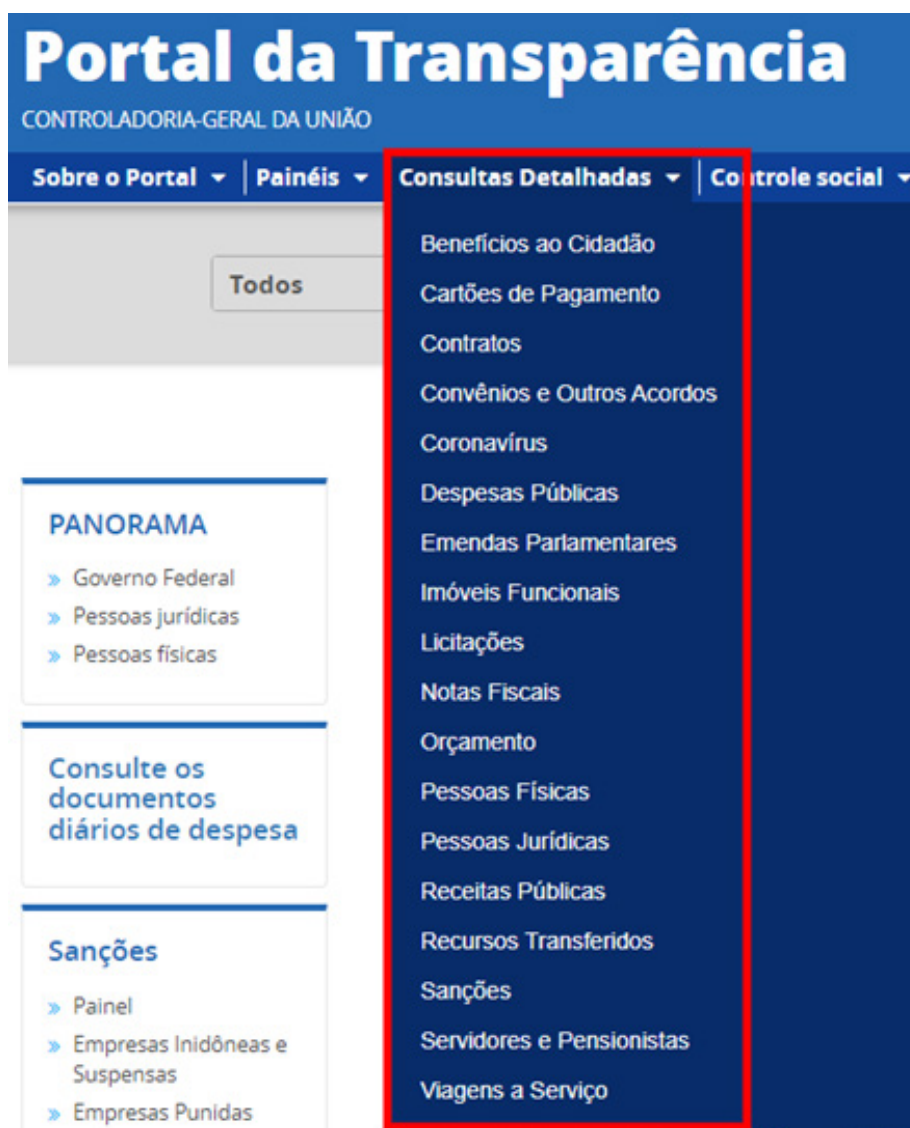 Portal da Transparência
CONTROLADORIA-GERAL DA UNIÃO
Sobre o Portal
Painéis
Consultas Detalhadas
Controle social
Todos
Benefícios ao Cidadão
Cartões de Pagamento
Contratos
Convênios e Outros Acordos
Coronavírus
Despesas Públicas
Emendas Parlamentares
Imóveis Funcionais
Licitações
Notas Fiscais
Orçamento
Pessoas Físicas
Pessoas Jurídicas
Receitas Públicas
Recursos Transferidos
Sanções
Servidores e Pensionistas
Viagens a Serviço
PANORAMA
» Governo Federal
» Pessoas jurídicas
» Pessoas físicas
Consulte os
documentos
diários de despesa
Sanções
» Painel
» Empresas Inidôneas e
Suspensas
» Empresas Punidas